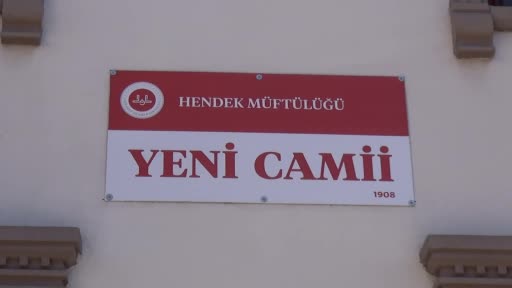 HENDEK MÜFTÜLÜĞÜ
YENİ CAMİİ
1908